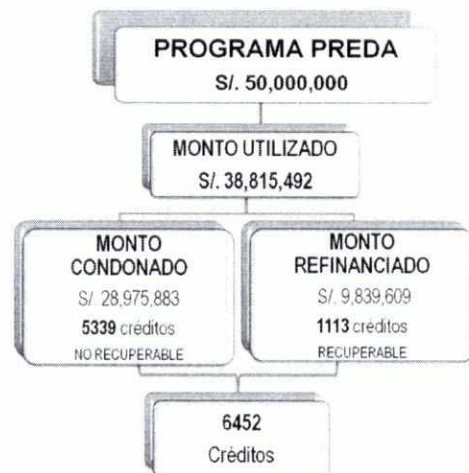 PROGRAMA PREDA
S/. 50,000,000
MONTO UTILIZADO
S/. 38,815,492
MONTO
CONDONADO
S/. 28,975,883
5339 créditos
NO RECUPERABLE
MONTO
REFINANCIADO
S/. 9,839,609
1113 créditos
RECUPERABLE
6452
Créditos